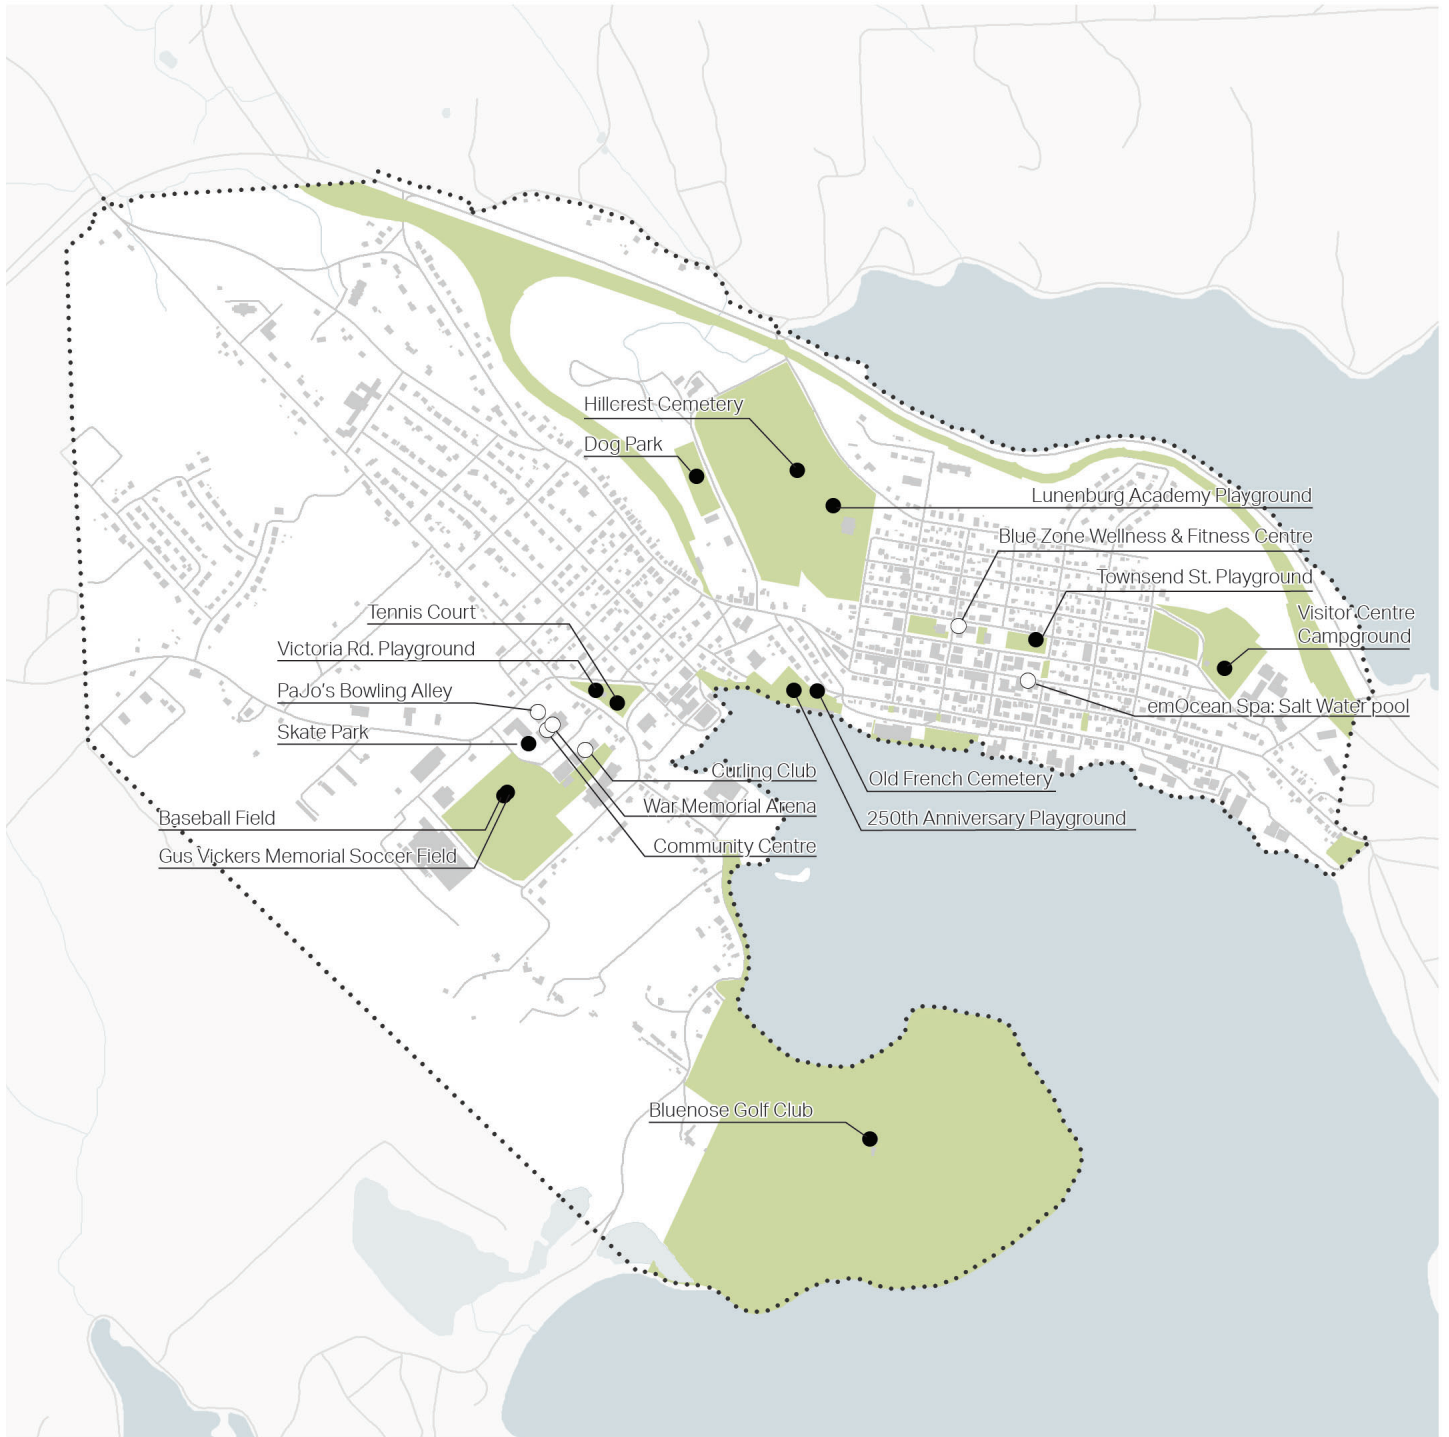 Hillcrest Cemetery
Dog Park
Lunenburg Academy Playground
Blue Zone Wellness & Fitness Centre
Townsend St. Playground
Tennis Court
Visitor Centre
Campground
Victoria Rd. Playground
PaJo's Bowling Alley
emOcean Spa: Salt Water pool
Skate Park
Curling Club
Old French Cemetery
War Memorial Arena
Baseball Field
250th Anniversary Playground
Community Centre
Gus Vickers Memorial Soccer Field
Bluenose Golf Club